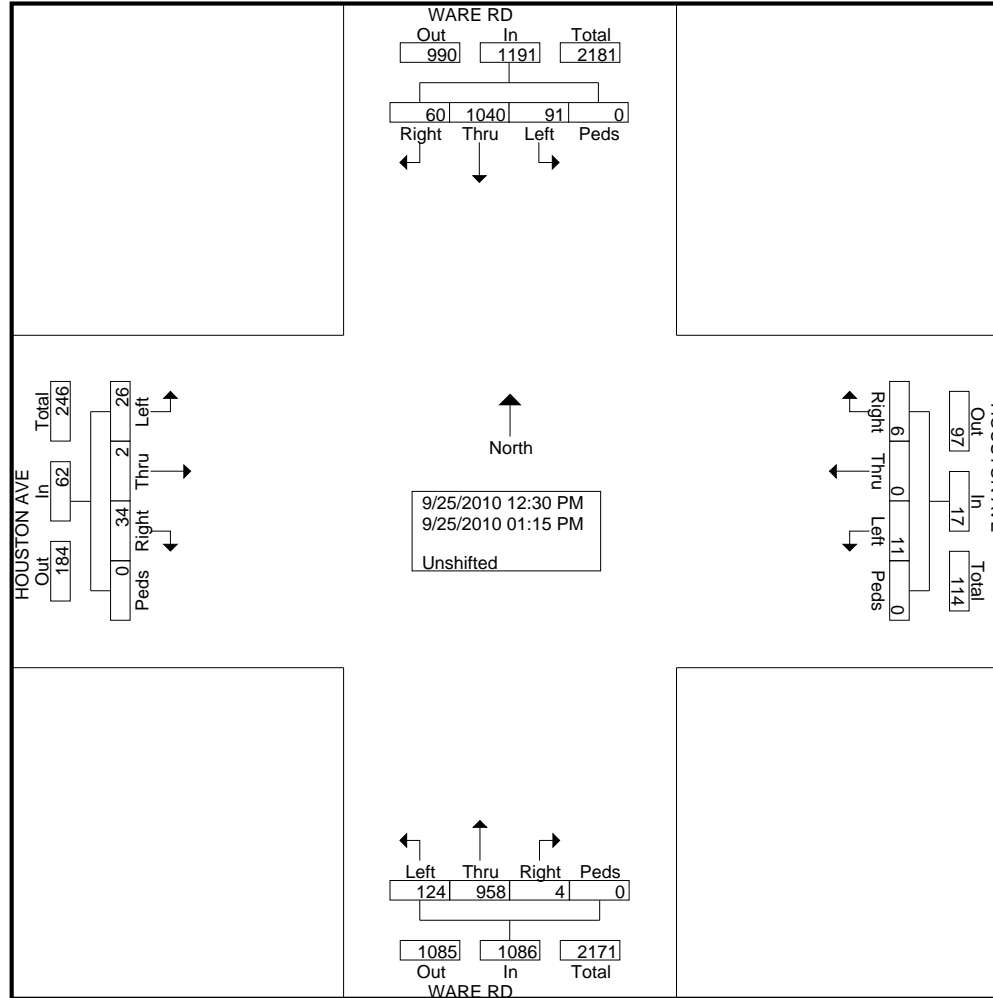 WARE RD
Out In Total
990 1191 2181
60 1040 91 0
Right Thru Left Peds
HOUSTON AVE
Total In Out
246 62 184
26 2 34 0
Left Thru Right Peds
North
9/25/2010 12:30 PM
9/25/2010 01:15 PM
Unshifted
Out In Total
97 17 114
6 0 11 0
Right Thru Left Peds
Left Thru Right Peds
124 958 4 0
1085 1086 2171
Out In Total
WARE RD